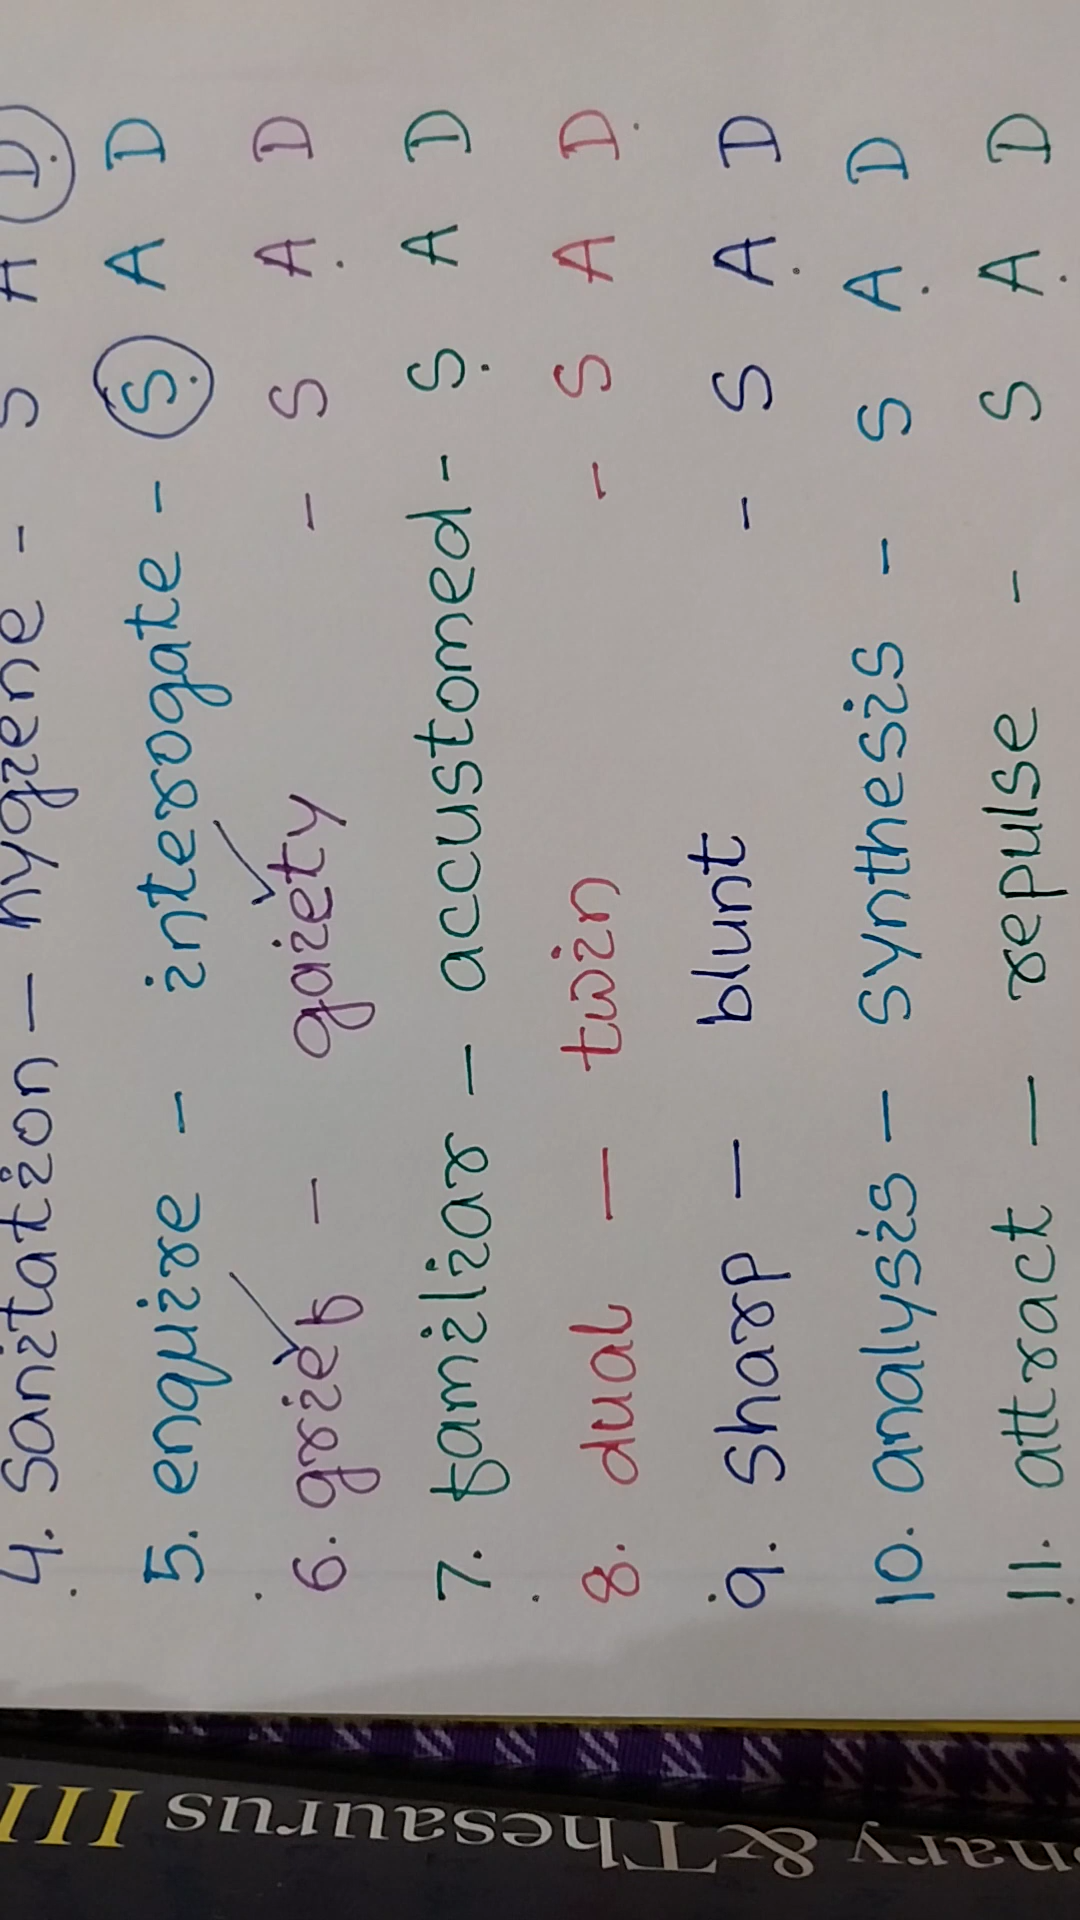 4. Sanitation — hygiene - S A D
5. enquire - interogate - S A D
6. grief - gaiety - S A D
7. familiar - accustomed - S A D
8. dual — twin - S A D
9. Sharp — blunt - S A D
10. analysis — synthesis - S A D
11. attract — repulse - S A D
nary & Thesaurus III